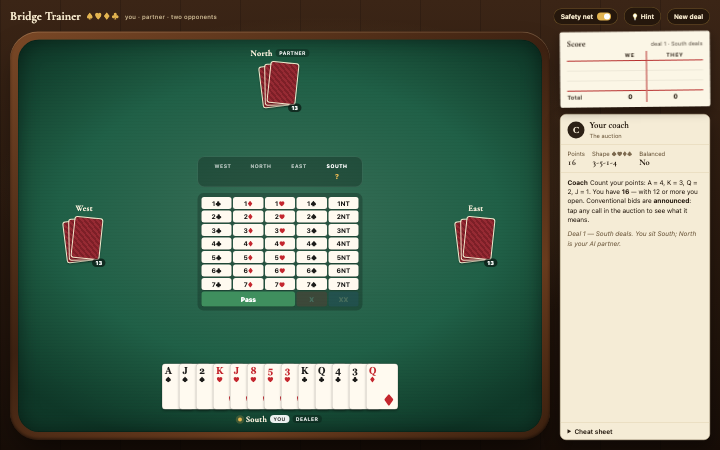 Bridge Trainer ♠♥♦♣ you · partner · two opponents
Safety net Hint New deal
North PARTNER
13
West
13
East
13
WEST NORTH EAST SOUTH
?
1♣ 1♦ 1♥ 1♠ 1NT
2♣ 2♦ 2♥ 2♠ 2NT
3♣ 3♦ 3♥ 3♠ 3NT
4♣ 4♦ 4♥ 4♠ 4NT
5♣ 5♦ 5♥ 5♠ 5NT
6♣ 6♦ 6♥ 6♠ 6NT
7♣ 7♦ 7♥ 7♠ 7NT
Pass X XX
A♠ J♠ 2♠ K♥ J♥ 8♥ 5♥ 3♥ K♣ Q♣ 4♣ 3♣ Q♦
South YOU DEALER
Score deal 1 · South deals
WE THEY
Total 0 0
C Your coach
The auction
Points Shape ♠♥♦♣ Balanced
16 3-5-1-4 No
Coach Count your points: A = 4, K = 3, Q =
2, J = 1. You have 16 — with 12 or more you
open. Conventional bids are announced:
tap any call in the auction to see what it
means.
Deal 1 — South deals. You sit South; North
is your AI partner.
Cheat sheet